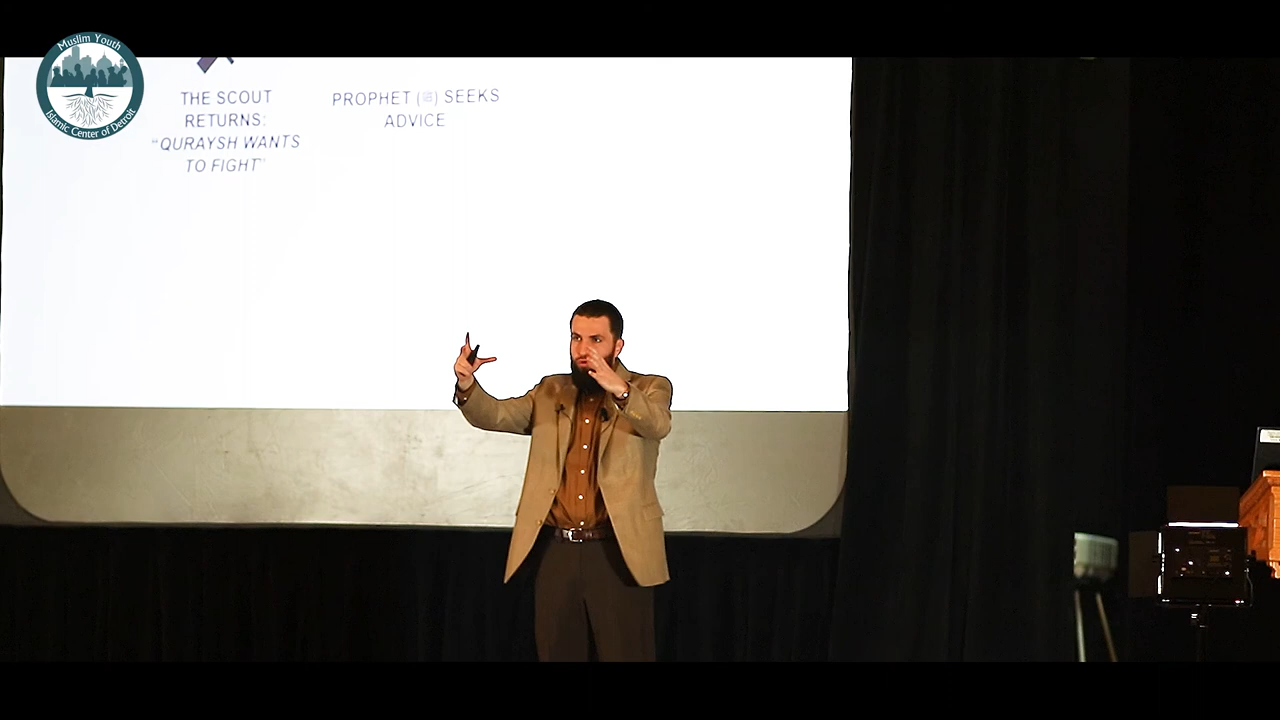 Muslim Youth
Islamic Center of Detroit
THE SCOUT
RETURNS:
"QURAYSH WANTS
TO FIGHT"
PROPHET (ﷺ) SEEKS
ADVICE